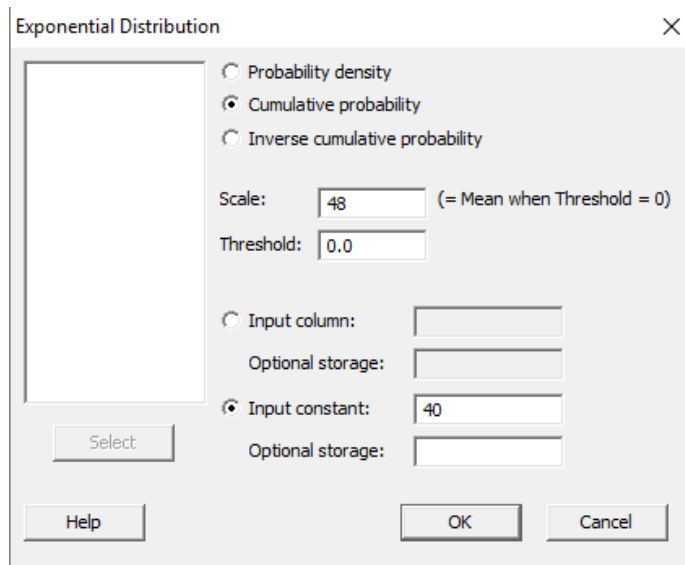 Exponential Distribution
Probability density
Cumulative probability
Inverse cumulative probability
Scale: 48 (= Mean when Threshold = 0)
Threshold: 0.0
Input column:
Optional storage:
Input constant: 40
Select
Optional storage:
Help OK Cancel